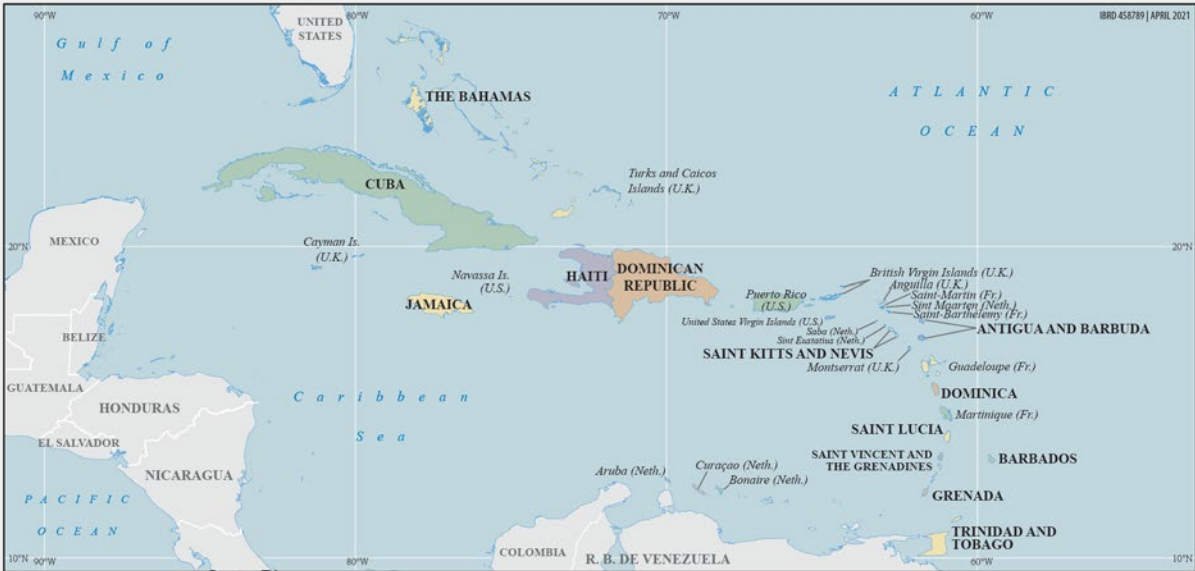 90°W
80°W
70°W
60°W
IBRD 458789 | APRIL 2021
UNITED
STATES
Gulf of
Mexico
ATLANTIC
OCEAN
THE BAHAMAS
CUBA
Turks and Caicos
Islands (U.K.)
MEXICO
20°N
20°N
Cayman Is.
(U.K.)
Navassa Is.
(U.S.)
HAITI
DOMINICAN
REPUBLIC
JAMAICA
Puerto Rico
(U.S.)
British Virgin Islands (U.K.)
Anguilla (U.K.)
Saint-Martin (Fr.)
Sint Maarten (Neth.)
Saint-Barthelemy (Fr.)
United States Virgin Islands (U.S.)
Saba (Neth.)
Sint Eustatius (Neth.)
ANTIGUA AND BARBUDA
SAINT KITTS AND NEVIS
Montserrat (U.K.)
BELIZE
Guadeloupe (Fr.)
GUATEMALA
DOMINICA
HONDURAS
Caribbean
Sea
Martinique (Fr.)
SAINT LUCIA
EL SALVADOR
SAINT VINCENT AND
THE GRENADINES
BARBADOS
NICARAGUA
Aruba (Neth.)
Curaçao (Neth.)
Bonaire (Neth.)
GRENADA
PACIFIC
OCEAN
TRINIDAD AND
TOBAGO
COLOMBIA
R. B. DE VENEZUELA
10°N
90°W
80°W
60°W
10°N